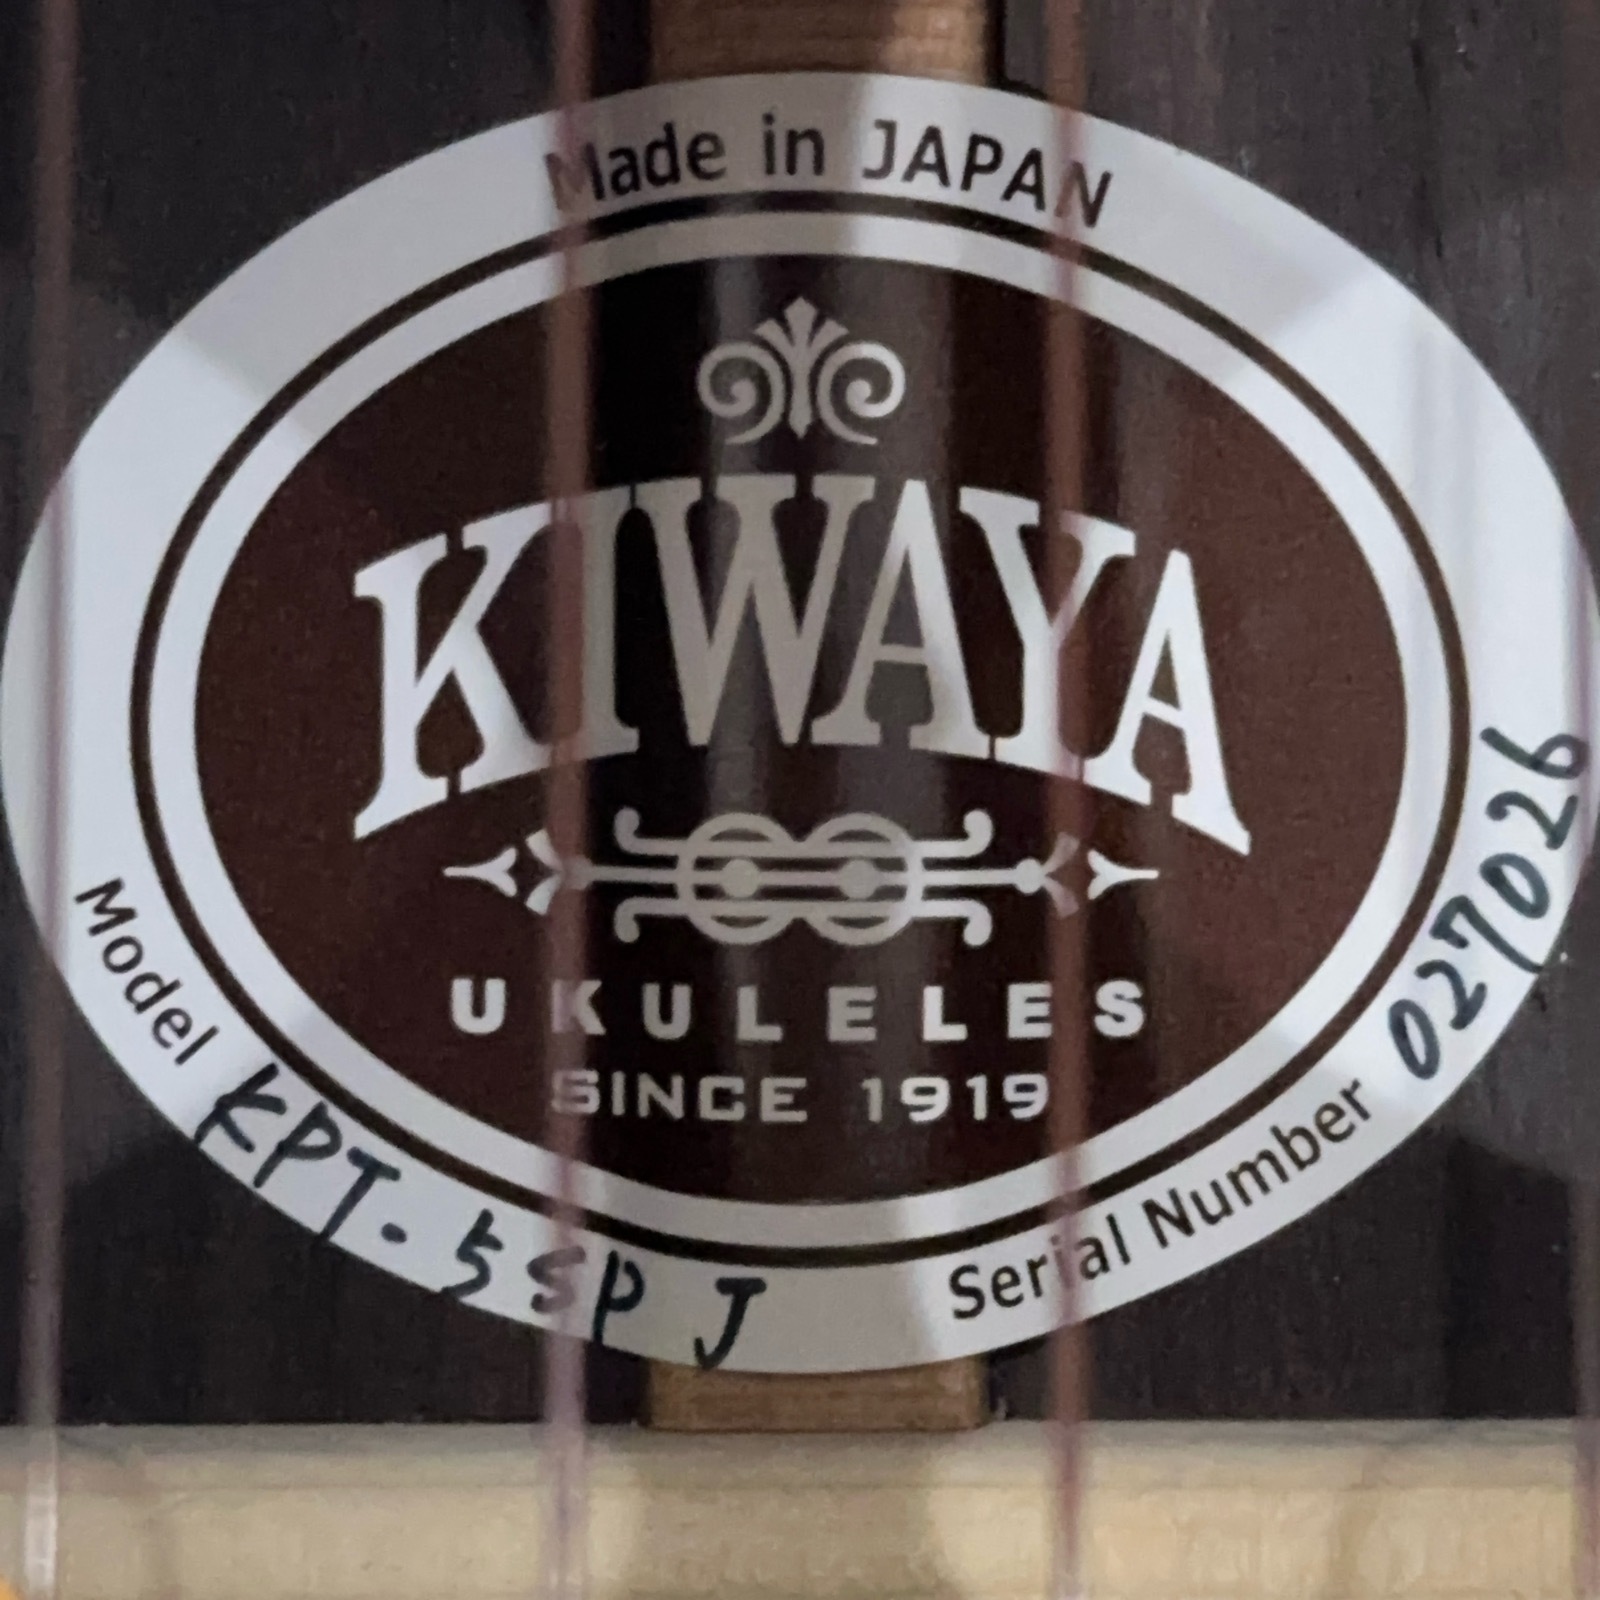 Made in JAPAN
KIWAYA
UKULELES
SINCE 1919
Model KPT-5SP J
Serial Number 027026